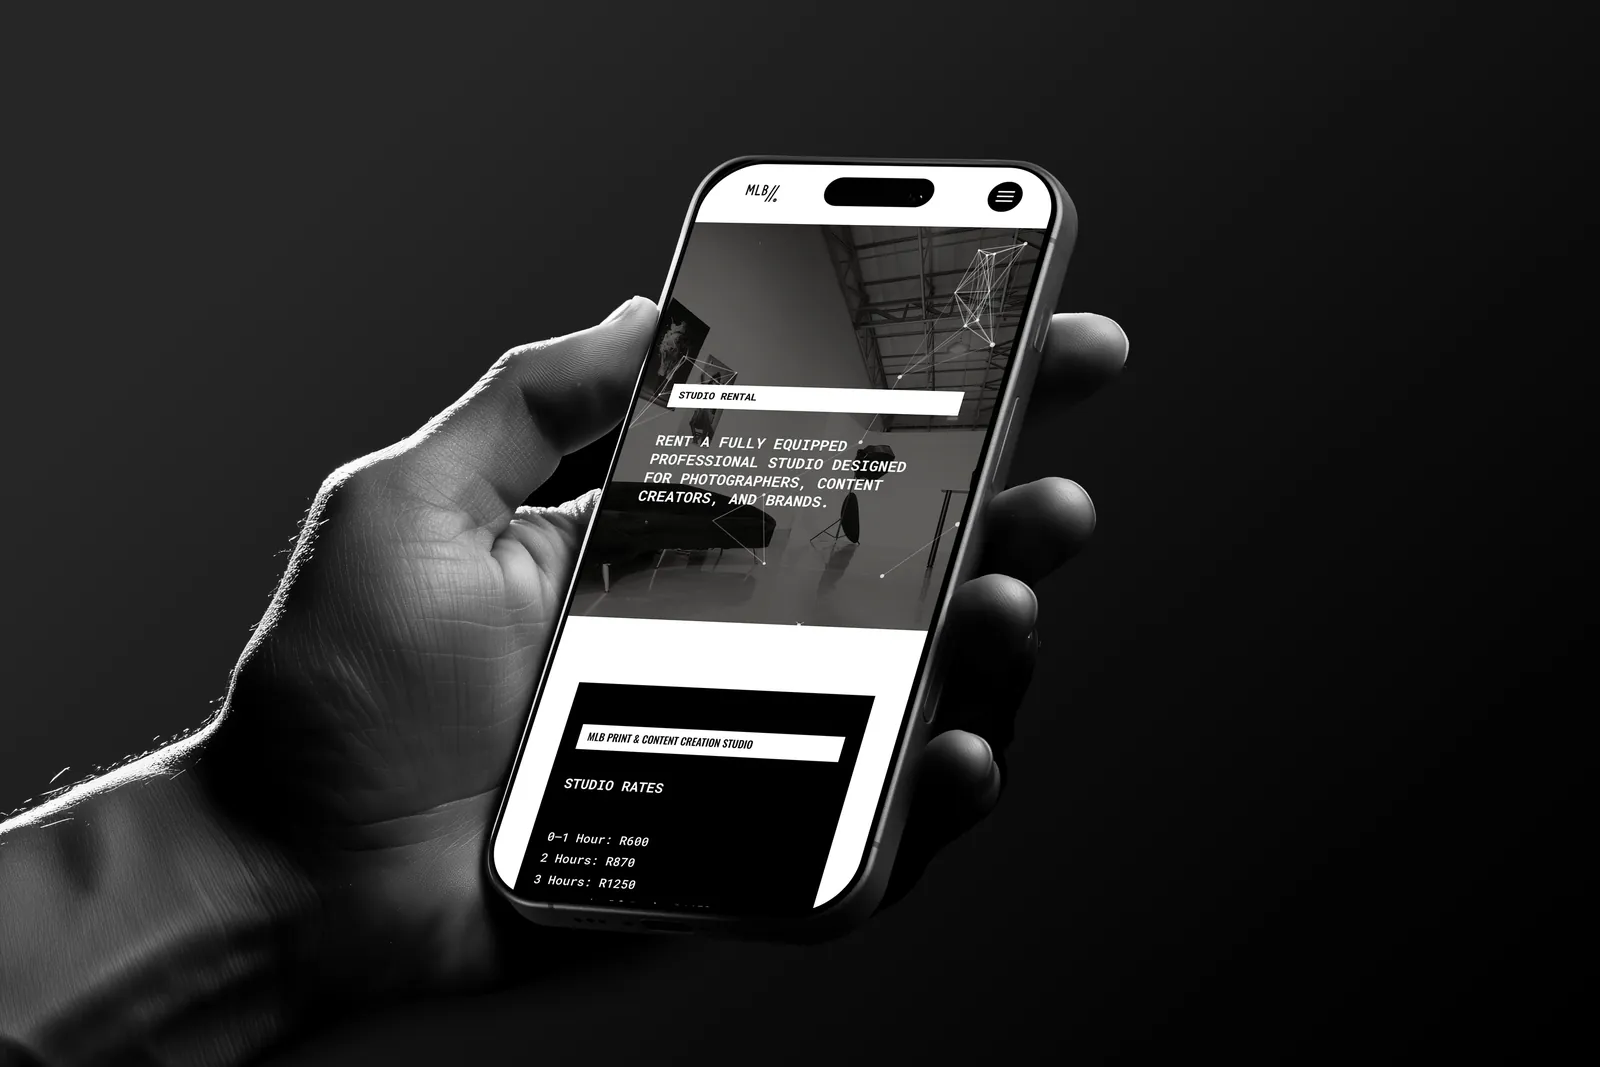 MLB//.
STUDIO RENTAL
RENT A FULLY EQUIPPED
PROFESSIONAL STUDIO DESIGNED
FOR PHOTOGRAPHERS, CONTENT
CREATORS, AND BRANDS.
MLB PRINT & CONTENT CREATION STUDIO
STUDIO RATES
0–1 Hour: R600
2 Hours: R870
3 Hours: R1250